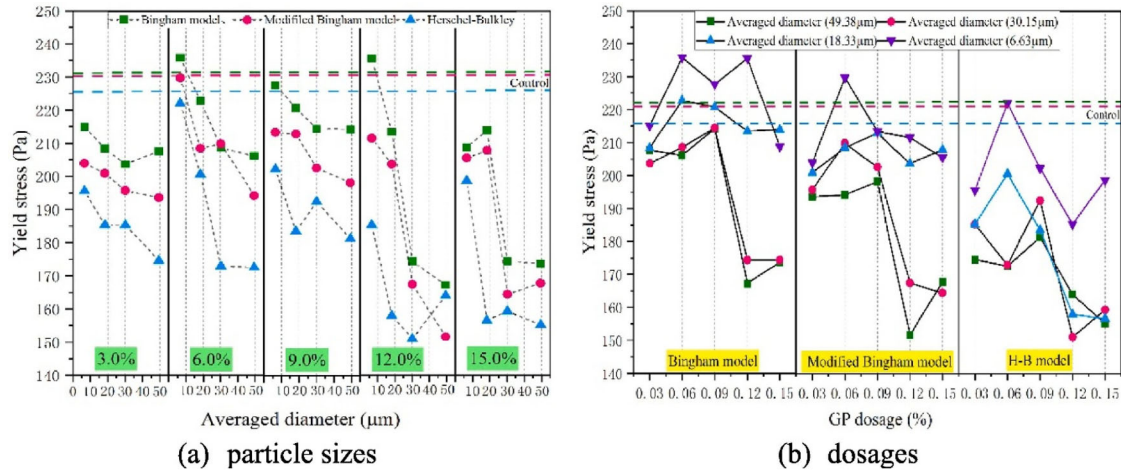 Bingham model Modifiled Bingham model Herschel-Bulkley
250
240
230
220
210
200
190
180
170
160
150
140
Yield stress (Pa)
Control
3.0% 6.0% 9.0% 12.0% 15.0%
0 10 20 30 40 50 10 20 30 40 50 10 20 30 40 50 10 20 30 40 50 10 20 30 40 50
Averaged diameter (μm)
(a) particle sizes
Averaged diameter (49.38μm) Averaged diameter (30.15μm)
Averaged diameter (18.33μm) Averaged diameter (6.63μm)
250
240
230
220
210
200
190
180
170
160
150
140
Yield stress (Pa)
Control
Bingham model Modified Bingham model H-B model
0.03 0.06 0.09 0.12 0.15 0.03 0.06 0.09 0.12 0.15 0.03 0.06 0.09 0.12 0.15
GP dosage (%)
(b) dosages